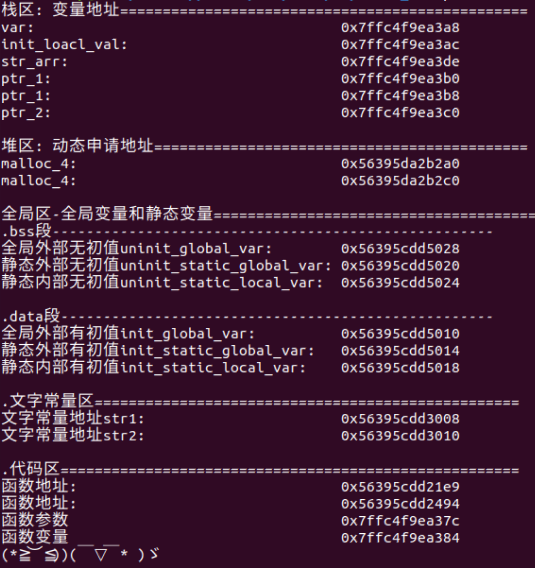 栈区: 变量地址================================================
var: 0x7ffc4f9ea3a8
init_loacl_val: 0x7ffc4f9ea3ac
str_arr: 0x7ffc4f9ea3de
ptr_1: 0x7ffc4f9ea3b0
ptr_1: 0x7ffc4f9ea3b8
ptr_2: 0x7ffc4f9ea3c0
堆区: 动态申请地址============================================
malloc_4: 0x56395da2b2a0
malloc_4: 0x56395da2b2c0
全局区-全局变量和静态变量======================================
.bss段----------------------------------------------------
全局外部无初值uninit_global_var: 0x56395cdd5028
静态外部无初值uninit_static_global_var: 0x56395cdd5020
静态内部无初值uninit_static_local_var: 0x56395cdd5024
.data段---------------------------------------------------
全局外部有初值init_global_var: 0x56395cdd5010
静态外部有初值init_static_global_var: 0x56395cdd5014
静态内部有初值init_static_local_var: 0x56395cdd5018
.文字常量区==================================================
文字常量地址str1: 0x56395cdd3008
文字常量地址str2: 0x56395cdd3010
.代码区======================================================
函数地址: 0x56395cdd21e9
函数地址: 0x56395cdd2494
函数参数 0x7ffc4f9ea37c
函数变量 0x7ffc4f9ea384
(*≧︶≦))(￣▽￣* )ゞ